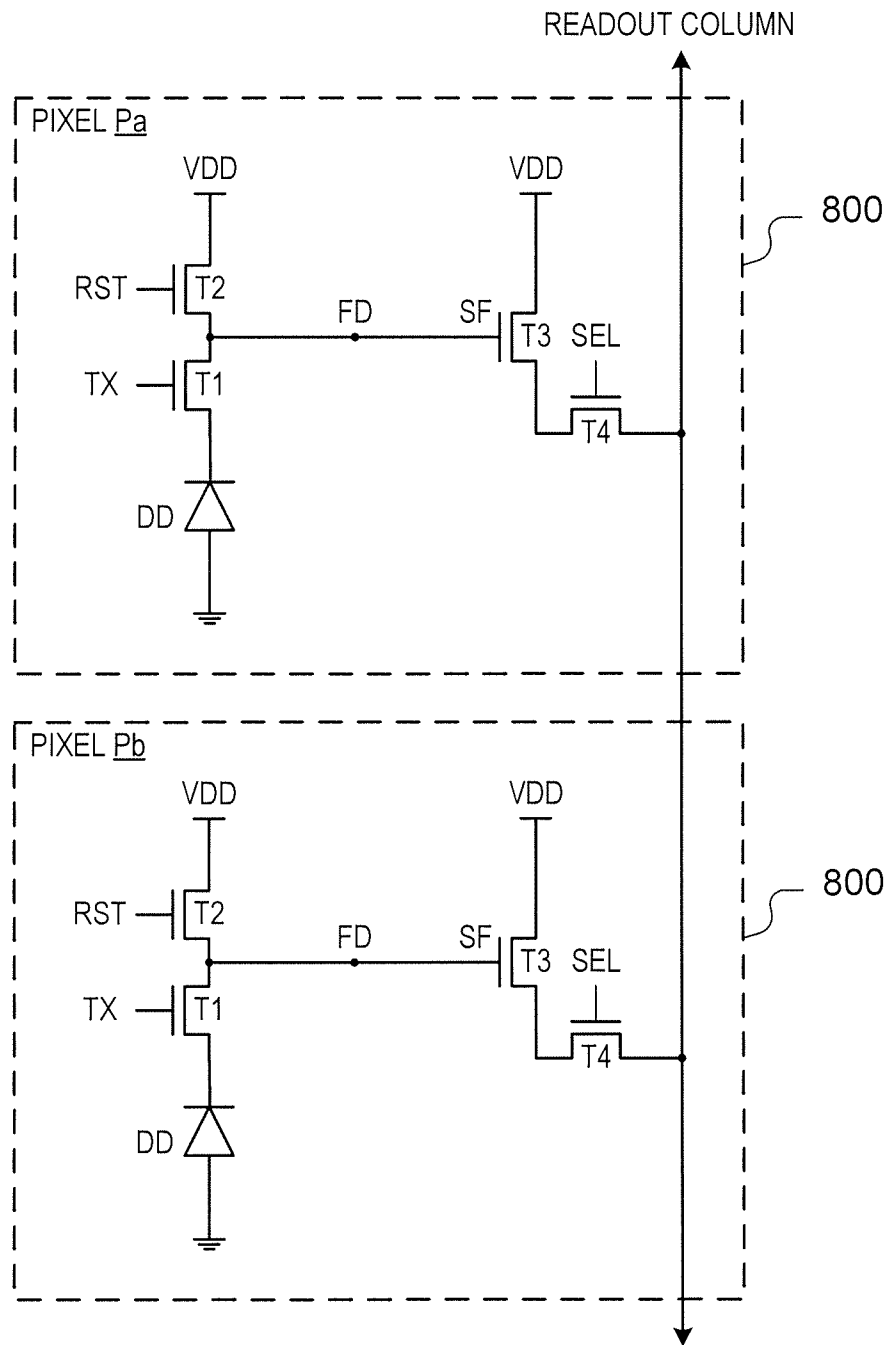 READOUT COLUMN
PIXEL Pa
800
VDD
VDD
RST
T2
FD
SF
T3
SEL
TX
T1
T4
DD
PIXEL Pb
800
VDD
VDD
RST
T2
FD
SF
T3
SEL
TX
T1
T4
DD